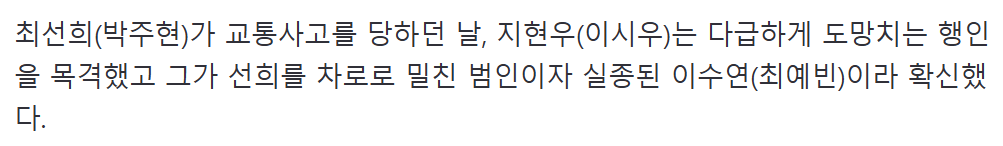 최선희(박주현)가 교통사고를 당하던 날, 지현우(이시우)는 다급하게 도망치는 행인
을 목격했고 그가 선희를 차로로 밀친 범인이자 실종된 이수연(최예빈)이라 확신했
다.